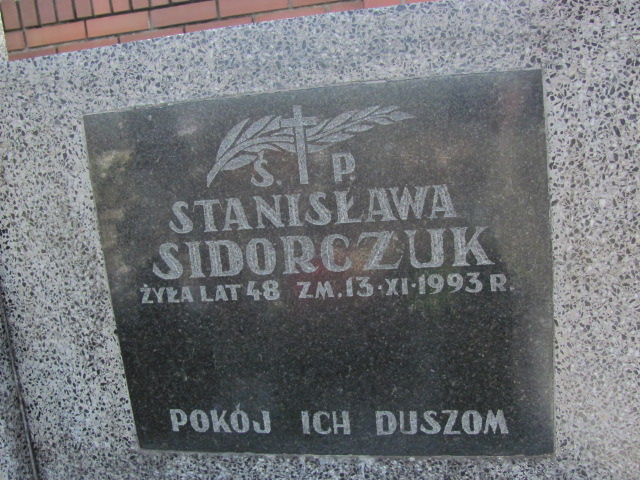 Ś. P.
STANISŁAWA
SIDORCZUK
ŻYŁA LAT 48 ZM. 13·XI·1993 R.
POKÓJ ICH DUSZOM